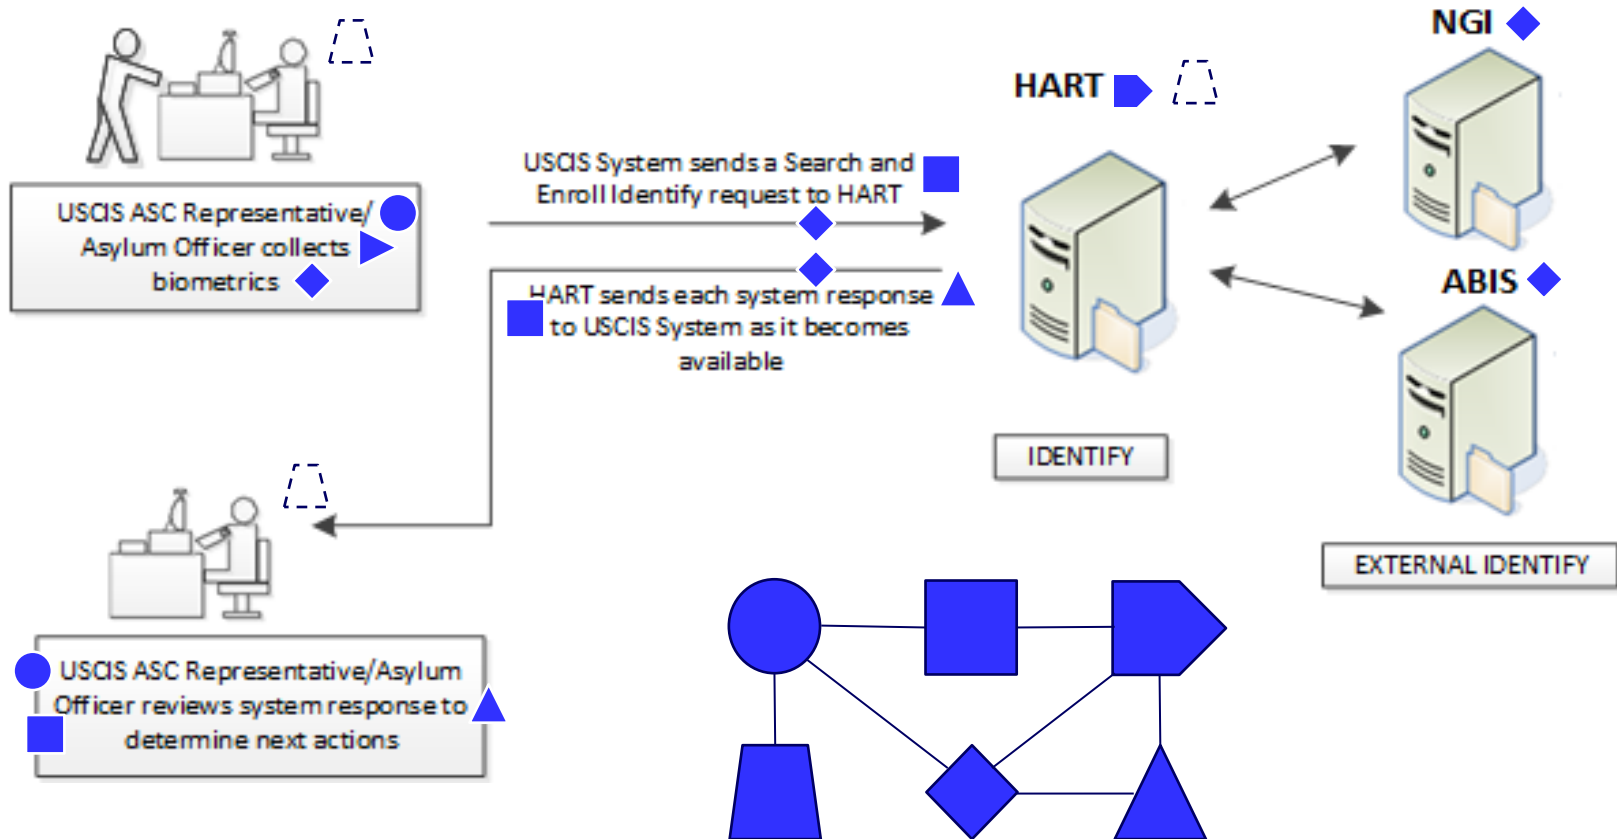 NGI
HART
USCIS System sends a Search and
Enroll Identify request to HART
USCIS ASC Representative/
Asylum Officer collects
biometrics
HART sends each system response
to USCIS System as it becomes
available
ABIS
IDENTIFY
EXTERNAL IDENTIFY
USCIS ASC Representative/Asylum
Officer reviews system response to
determine next actions